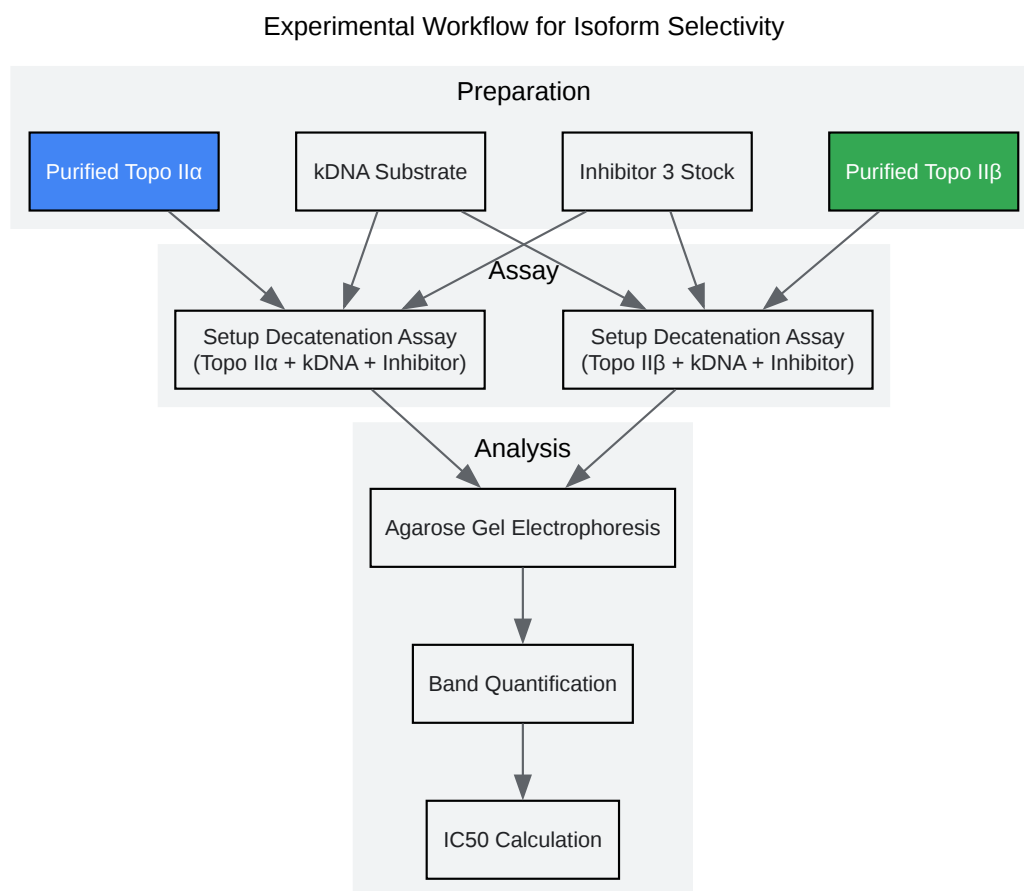 Experimental Workflow for Isoform Selectivity
Preparation
Purified Topo IIα
kDNA Substrate
Inhibitor 3 Stock
Purified Topo IIβ
Assay
Setup Decatenation Assay
(Topo IIα + kDNA + Inhibitor)
Setup Decatenation Assay
(Topo IIβ + kDNA + Inhibitor)
Analysis
Agarose Gel Electrophoresis
Band Quantification
IC50 Calculation